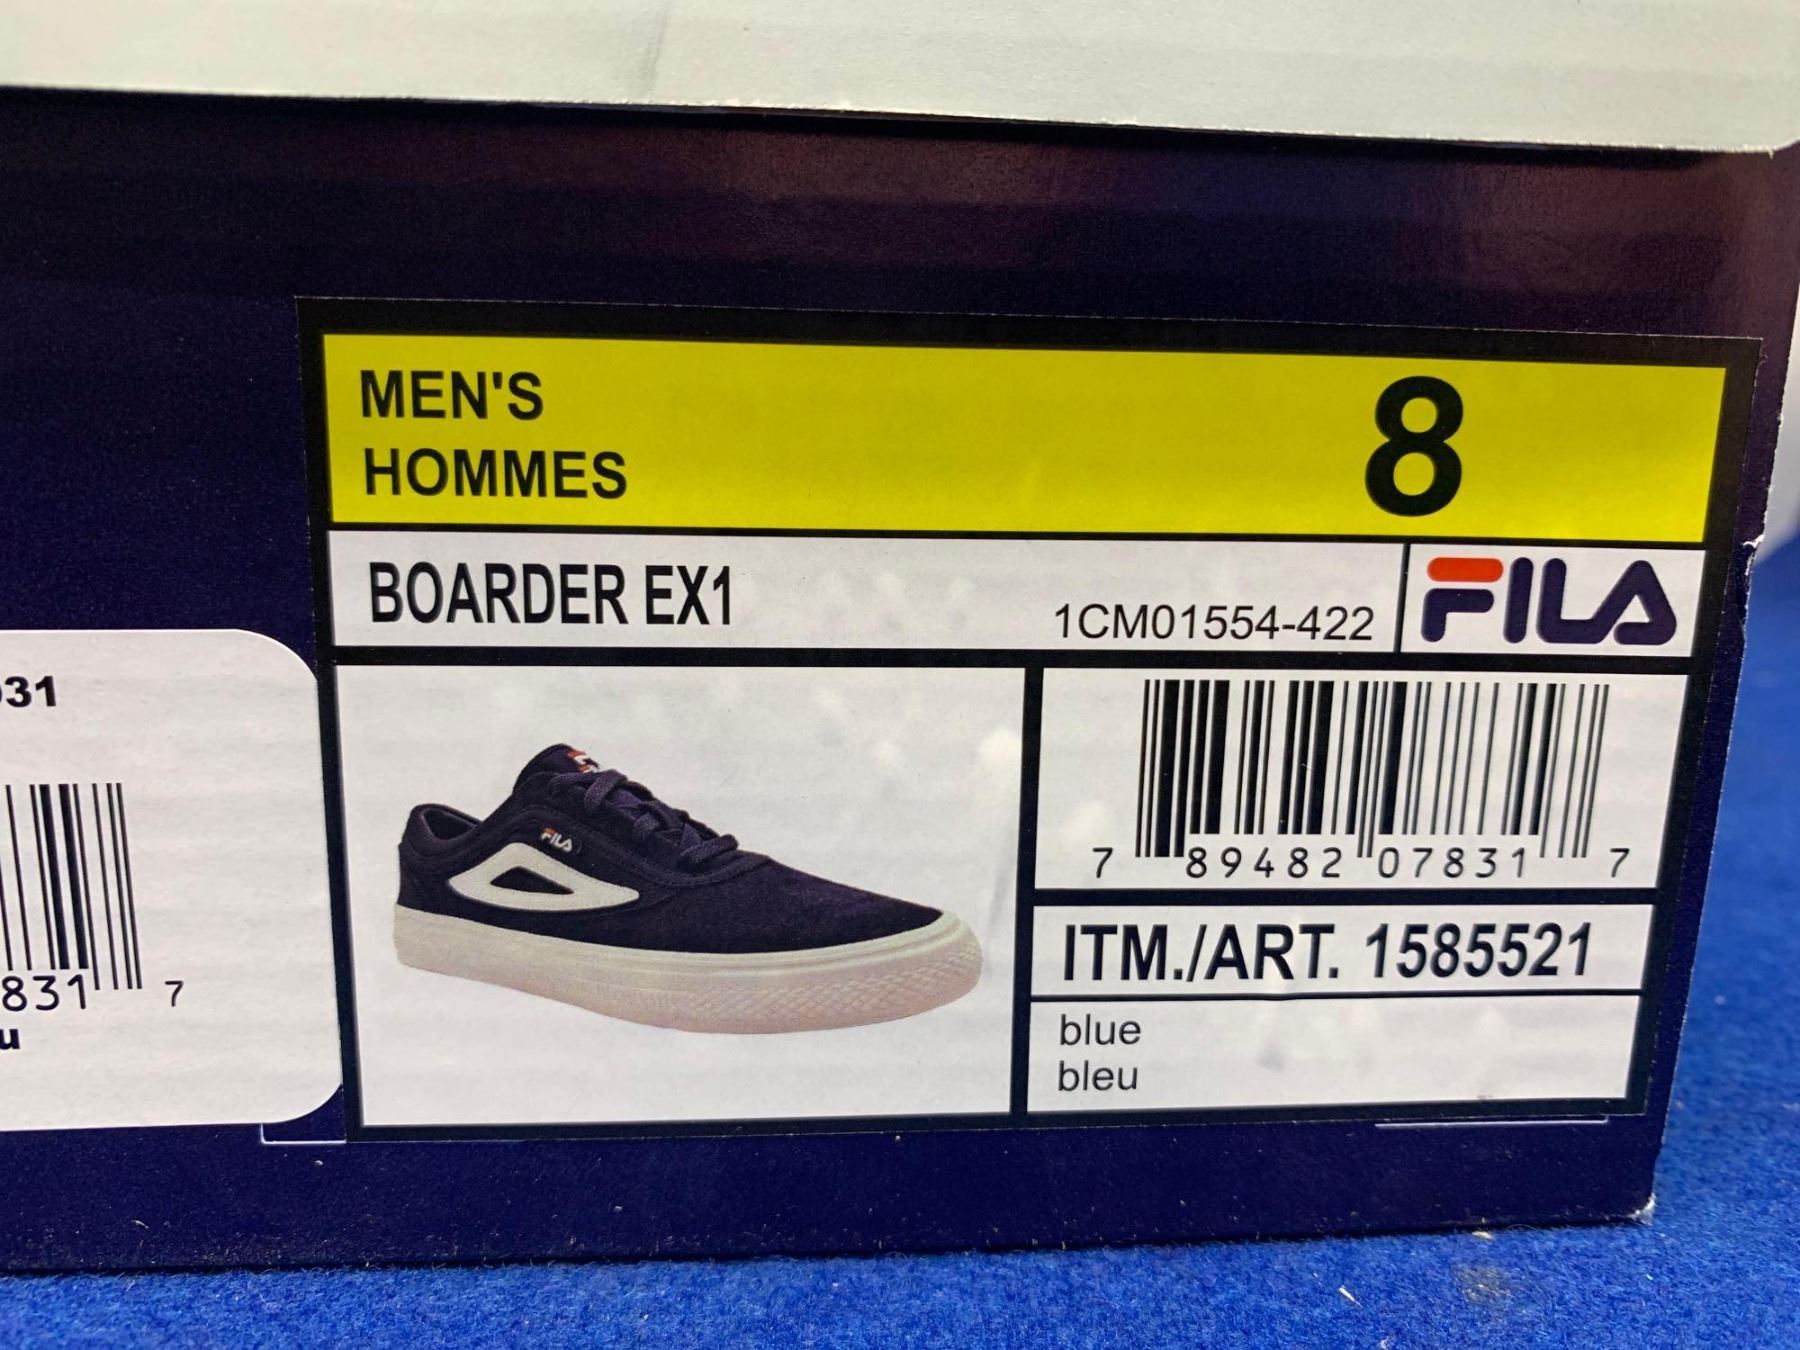 MEN'S
HOMMES
8
BOARDER EX1
1CM01554-422
FILA
FILA
7 89482 07831 7
ITM./ART. 1585521
blue
bleu
31
831 7
u